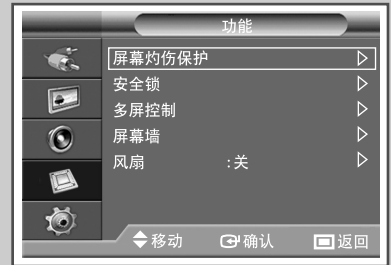 功能
屏幕灼伤保护
安全锁
多屏控制
屏幕墙
风扇 :关
移动 确认 返回